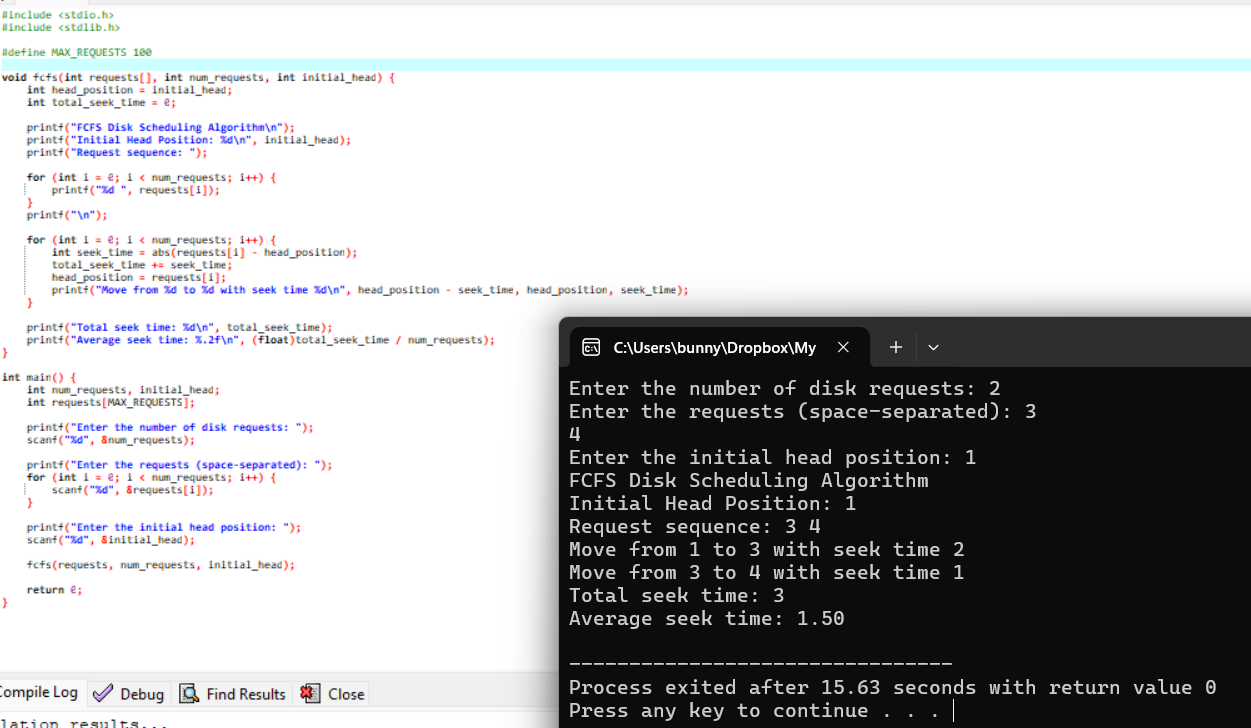 #include <stdio.h>
#include <stdlib.h>
#define MAX_REQUESTS 100
void fcfs(int requests[], int num_requests, int initial_head) {
    int head_position = initial_head;
    int total_seek_time = 0;
    printf("FCFS Disk Scheduling Algorithm\n");
    printf("Initial Head Position: %d\n", initial_head);
    printf("Request sequence: ");
    for (int i = 0; i < num_requests; i++) {
        printf("%d ", requests[i]);
    }
    printf("\n");
    for (int i = 0; i < num_requests; i++) {
        int seek_time = abs(requests[i] - head_position);
        total_seek_time += seek_time;
        head_position = requests[i];
        printf("Move from %d to %d with seek time %d\n", head_position - seek_time, head_position, seek_time);
    }
    printf("Total seek time: %d\n", total_seek_time);
    printf("Average seek time: %.2f\n", (float)total_seek_time / num_requests);
}
int main() {
    int num_requests, initial_head;
    int requests[MAX_REQUESTS];
    printf("Enter the number of disk requests: ");
    scanf("%d", &num_requests);
    printf("Enter the requests (space-separated): ");
    for (int i = 0; i < num_requests; i++) {
        scanf("%d", &requests[i]);
    }
    printf("Enter the initial head position: ");
    scanf("%d", &initial_head);
    fcfs(requests, num_requests, initial_head);
    return 0;
}
C:\Users\bunny\Dropbox\My
Enter the number of disk requests: 2
Enter the requests (space-separated): 3
4
Enter the initial head position: 1
FCFS Disk Scheduling Algorithm
Initial Head Position: 1
Request sequence: 3 4
Move from 1 to 3 with seek time 2
Move from 3 to 4 with seek time 1
Total seek time: 3
Average seek time: 1.50
--------------------------------
Process exited after 15.63 seconds with return value 0
Press any key to continue . . .
ompile Log Debug Find Results Close
lation results...